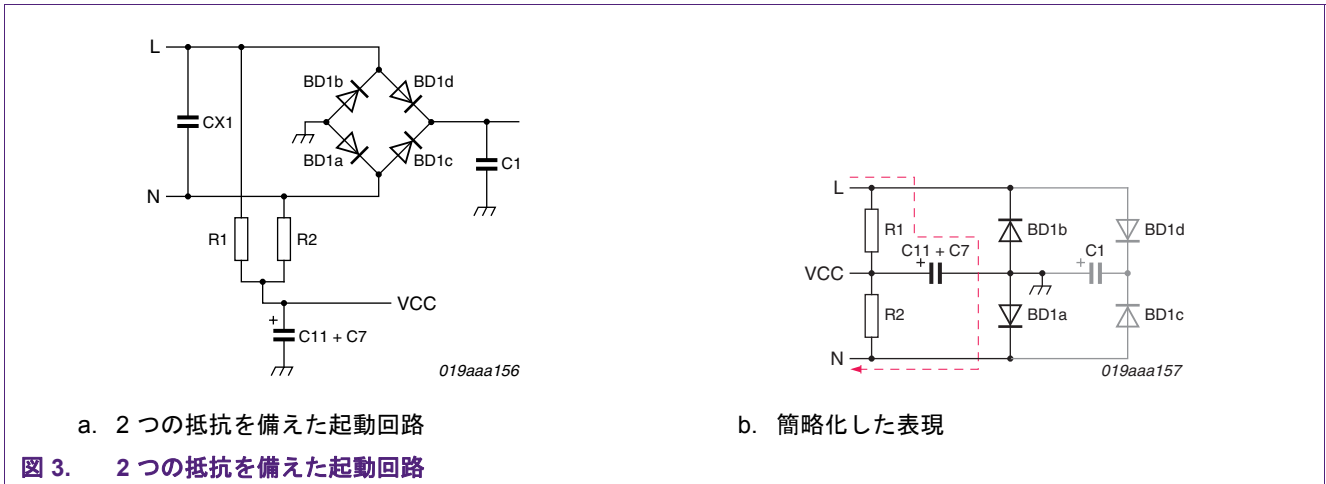 L
BD1b
BD1d
CX1
BD1a
BD1c
C1
N
R1
R2
VCC
+
C11 + C7
019aaa156
L
R1
BD1b
BD1d
C11 + C7
C1
+
+
VCC
R2
BD1a
BD1c
N
019aaa157
a. 2 つの抵抗を備えた起動回路
b. 簡略化した表現
図 3. 2 つの抵抗を備えた起動回路